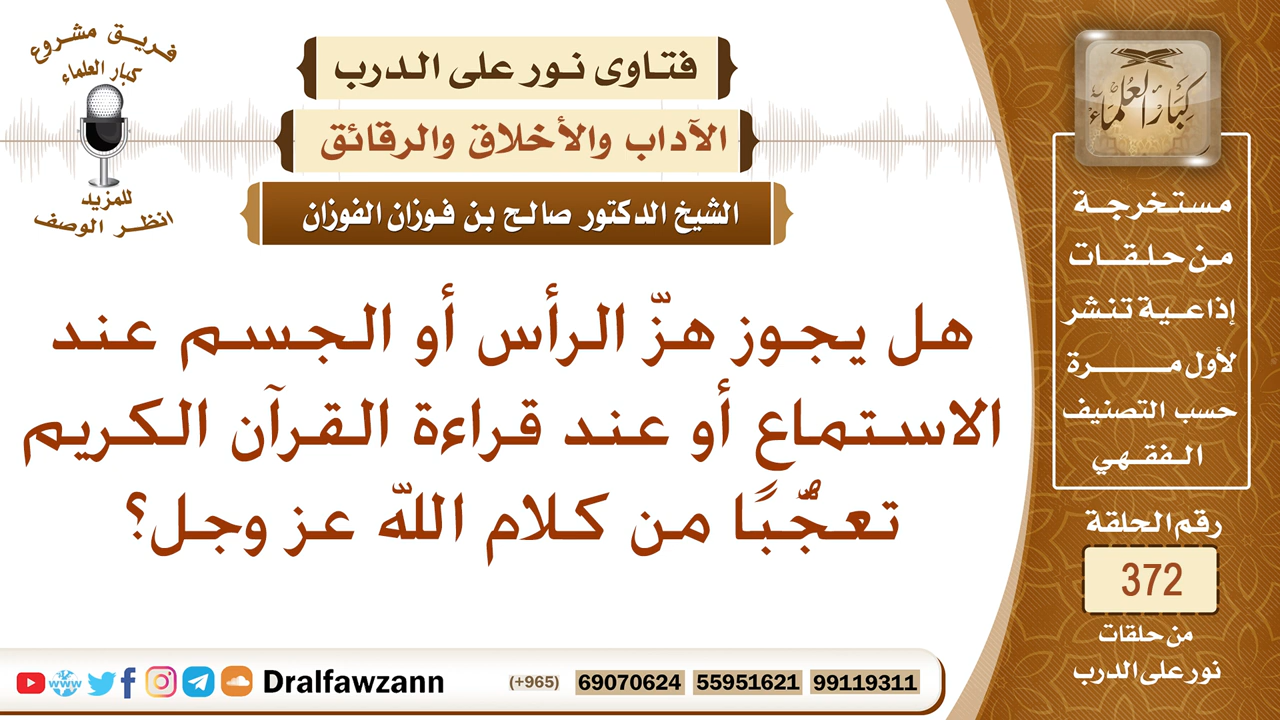 فريق مشروع
كبار العلماء
للمزيد
انظر الوصف
فتاوى نور على الدرب
الآداب والأخلاق والرقائق
الشيخ الدكتور صالح بن فوزان الفوزان
هل يجوز هزّ الرأس أو الجسم عند
الاستماعِ أو عند قراءة القرآن الكريم
تعجُّبًا من كلام اللّه عز وجل؟
كبار العلماء
مستخرجة
من حلقات
إذاعية تنشر
لأول مرة
حسب التصنيف
الفقهي
رقم الحلقة
372
من حلقات
نور على الدرب
www
Dralfawzann
(+965) 69070624 55951621 99119311